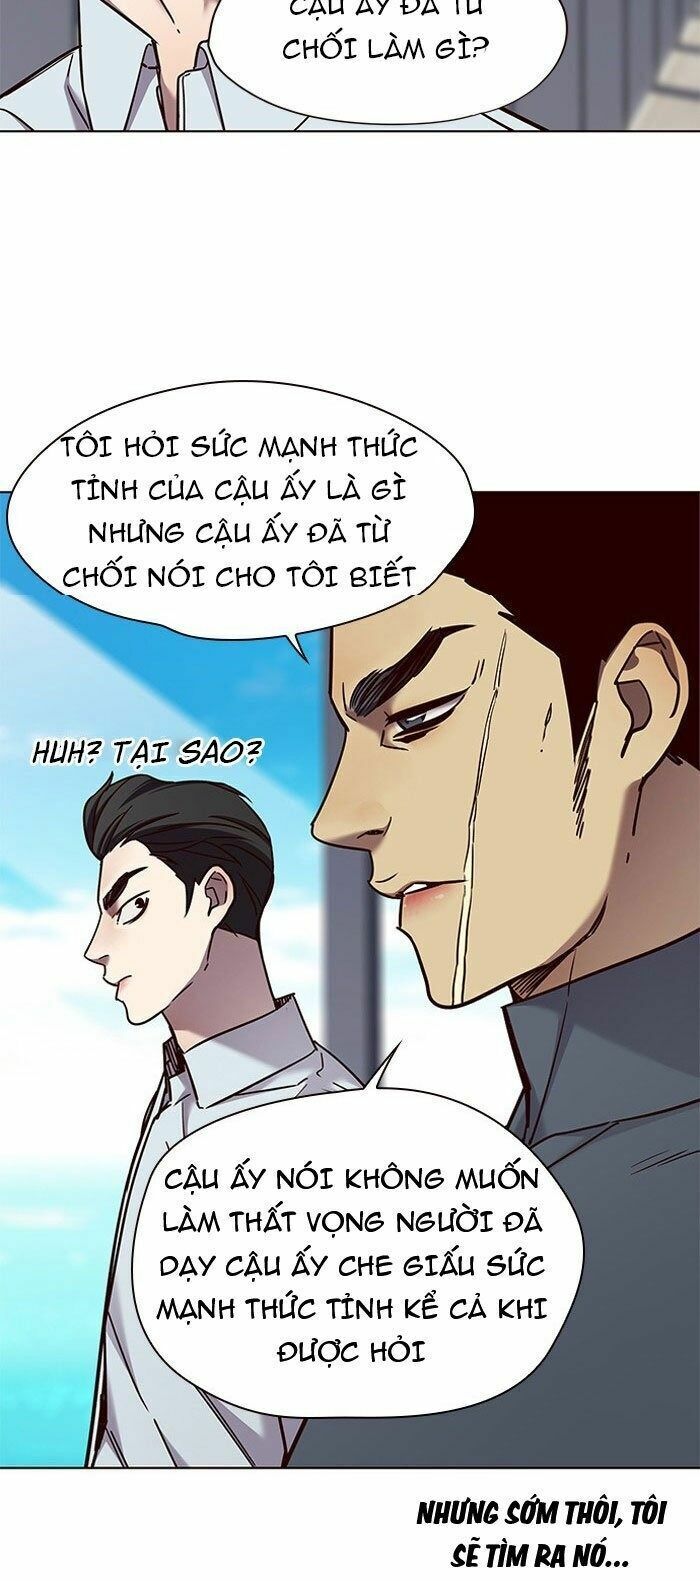 CẬU ẤY ĐÃ TỪ
CHỐI LÀM GÌ?
TÔI HỎI SỨC MẠNH THỨC
TỈNH CỦA CẬU ẤY LÀ GÌ
NHƯNG CẬU ẤY ĐÃ TỪ
CHỐI NÓI CHO TÔI BIẾT
HUH? TẠI SAO?
CẬU ẤY NÓI KHÔNG MUỐN
LÀM THẤT VỌNG NGƯỜI ĐÃ
DẠY CẬU ẤY CHE GIẤU SỨC
MẠNH THỨC TỈNH KỂ CẢ KHI
ĐƯỢC HỎI
NHƯNG SỚM THÔI, TÔI
SẼ TÌM RA NÓ...